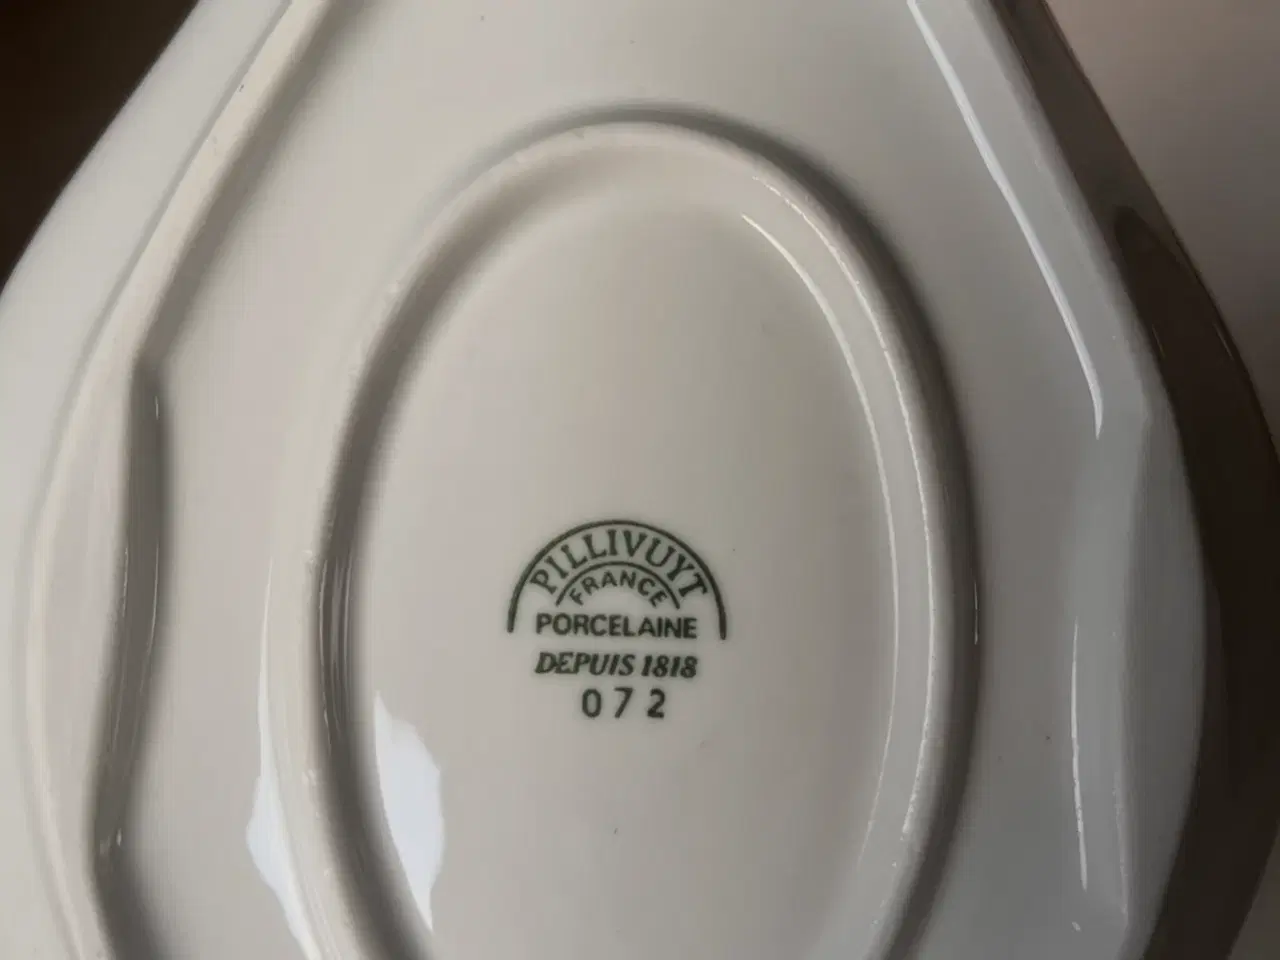 PILLIVUYT
FRANCE
PORCELAINE
DEPUIS 1818
072